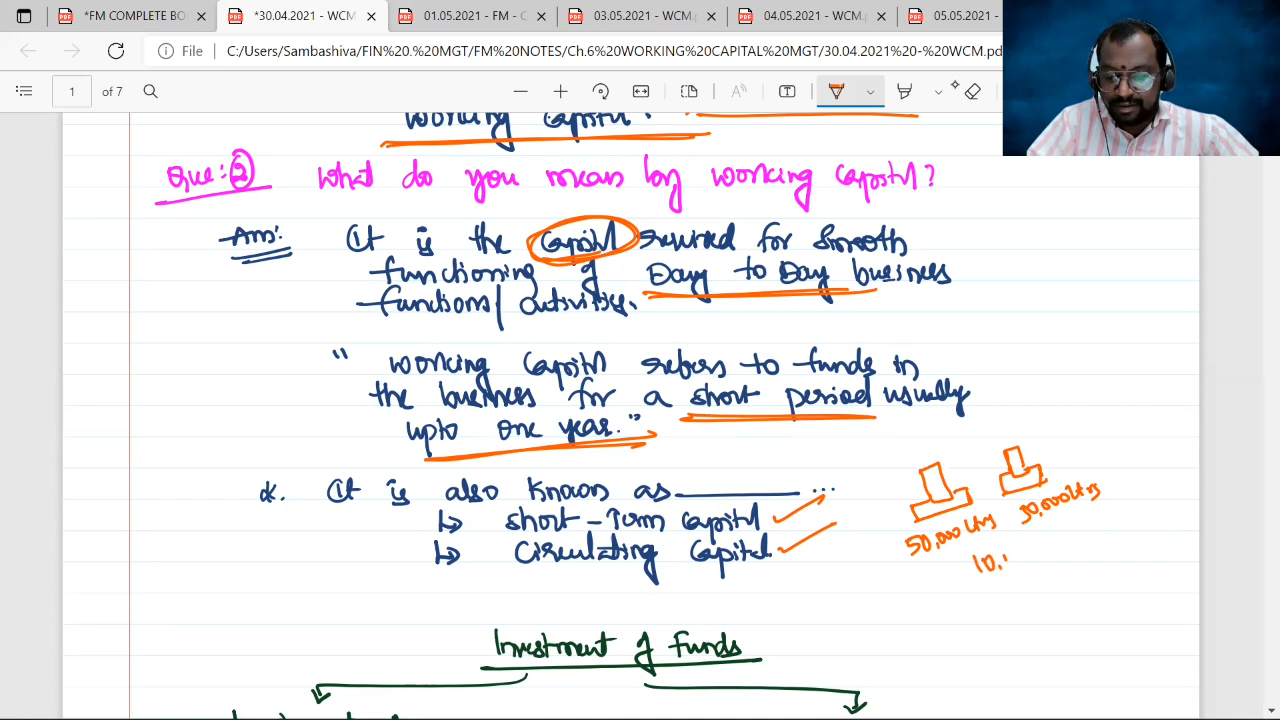 *FM COMPLETE BO
*30.04.2021 - WCM
01.05.2021 - FM - C
03.05.2021 - WCM.p
04.05.2021 - WCM.p
05.05.2021 -
File
C:/Users/Sambashiva/FIN%20.%20MGT/FM%20NOTES/Ch.6%20WORKING%20CAPITAL%20MGT/30.04.2021%20-%20WCM.pd
1 of 7
Working Capital.
Que:② What do you mean by working Capital?
Ans: It is the Capital required for smooth
functioning of Day to Day business
functions/ activities.
" Working Capital refers to funds in
the business for a short period usually
upto one year."
*. It is also known as ...
↳ short-Term Capital
↳ Circulating Capital
50,000 Ltrs
30,000 Ltrs
10,
Investment of Funds